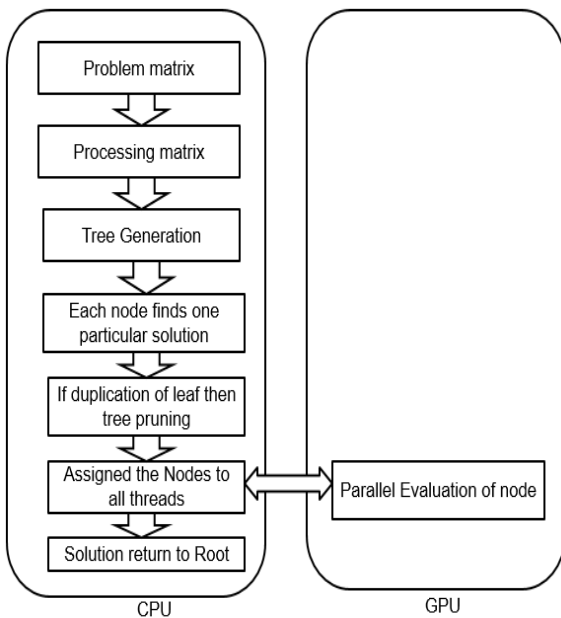 Problem matrix
Processing matrix
Tree Generation
Each node finds one
particular solution
If duplication of leaf then
tree pruning
Assigned the Nodes to
all threads
Parallel Evaluation of node
Solution return to Root
CPU
GPU